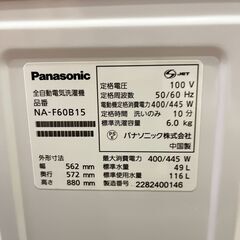 Panasonic
全自動電気洗濯機
品番
NA-F60B15
外形寸法
幅 562 mm
奥行 572 mm
高さ 880 mm
S JET
定格電圧 100 V
定格周波数 50/60 Hz
電動機定格消費電力 400/445 W
定格時間 洗いのみ 10 分
標準洗濯容量 6.0 kg
パナソニック株式会社
中国製
最大消費電力 400/445 W
標準水量 49 L
標準使用水量 116 L
製造番号 2282400146